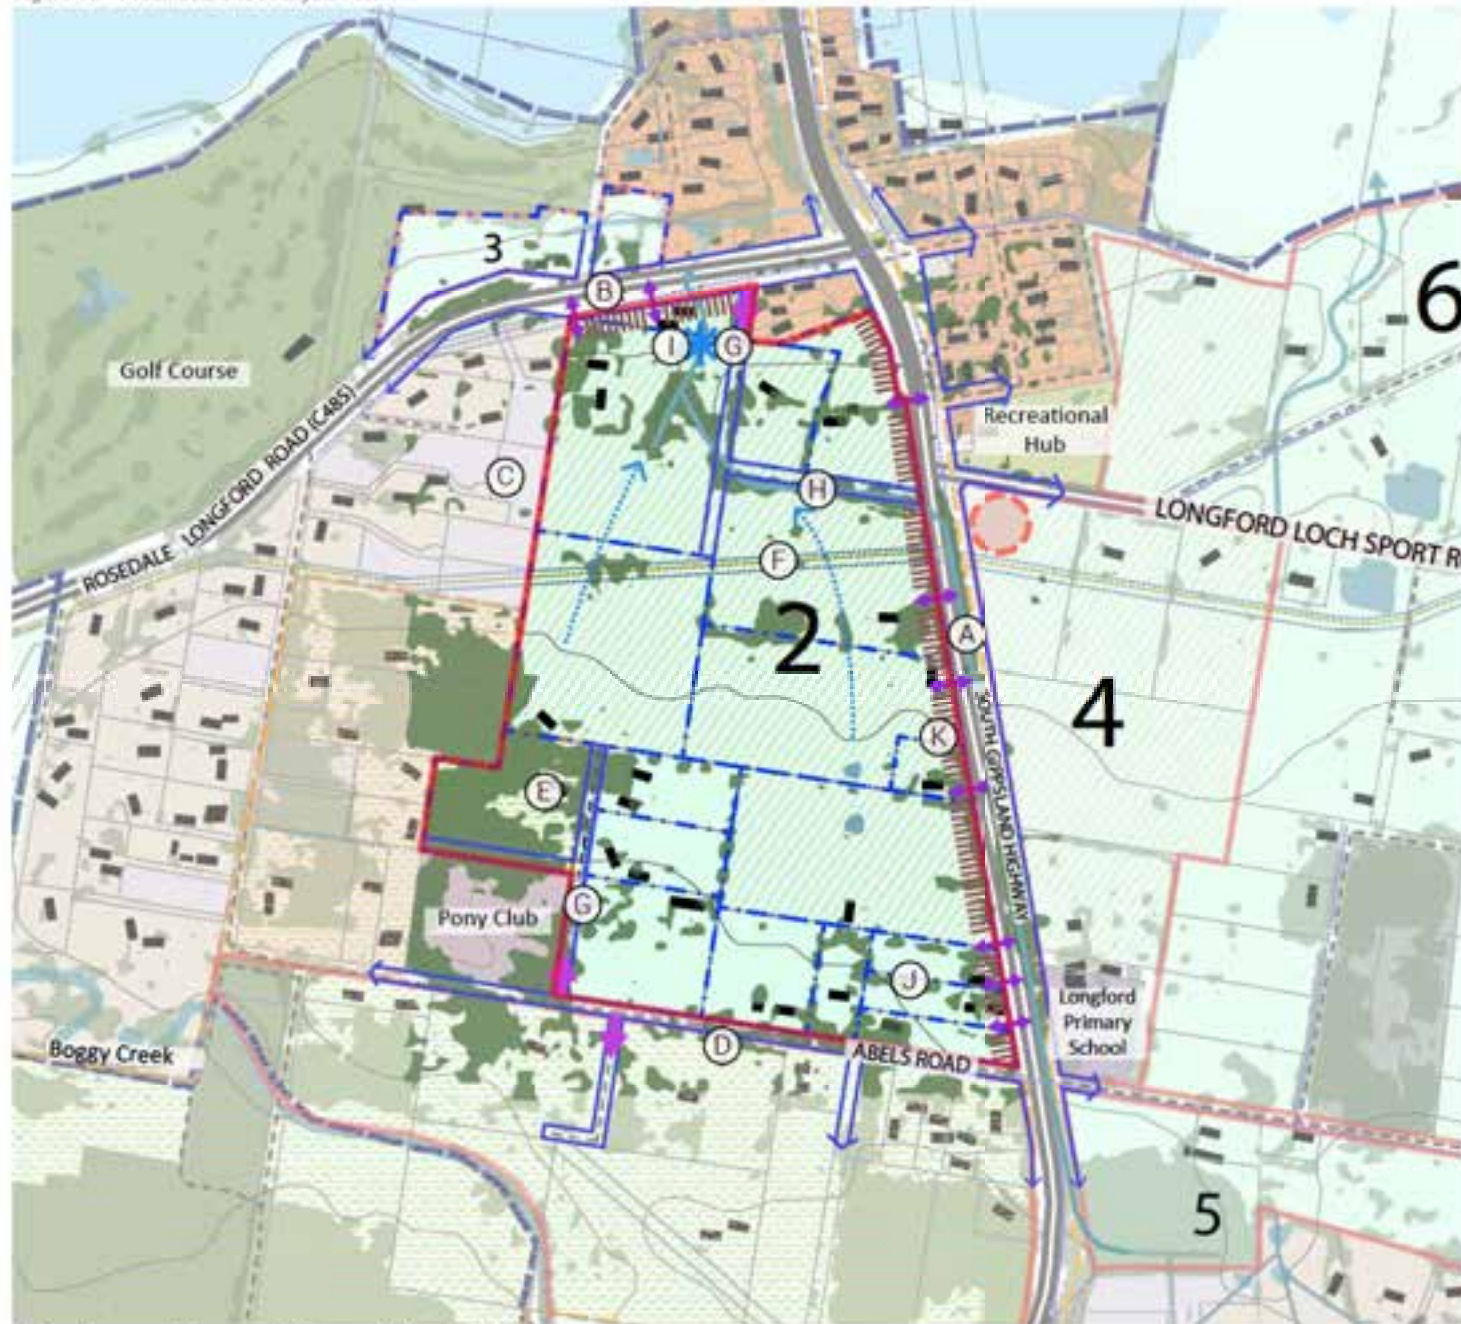 3
B
6
I
G
Golf Course
Recreational
Hub
ROSEDALE LONGFORD ROAD (C485)
C
H
LONGFORD LOCH SPORT R
F
2
A
4
SOUTH GIPPSLAND HIGHWAY
K
E
G
Pony Club
J
Longford
Primary
School
D
ABELS ROAD
Boggy Creek
5